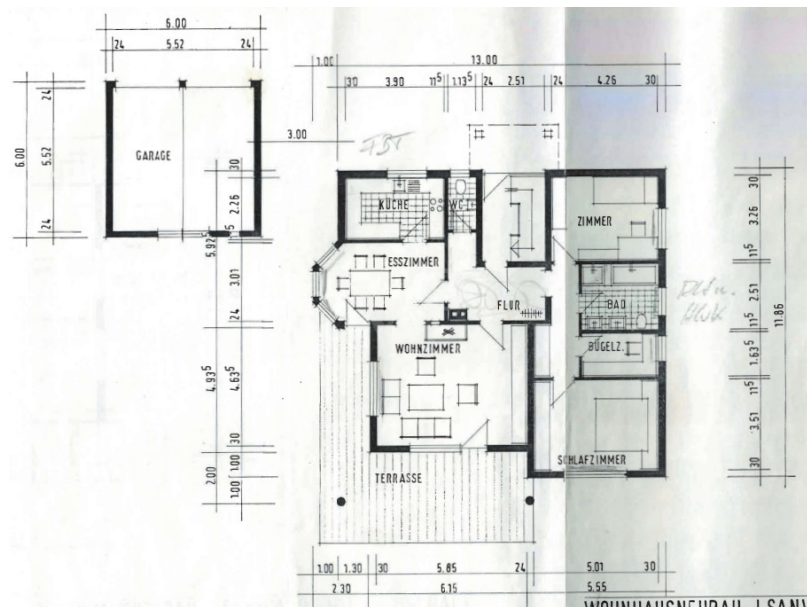 6.00
24 5.52 24
1.00 13.00
30 3.90 11⁵ 1.13⁵ 24 2.51 24 4.26 30
3.00
6.00
24 5.52 24
GARAGE
30 2.26 5.92⁵ 3.01 24
4.93⁵ 4.63⁵ 30
2.00 1.00 1.00
KÜCHE
WC
ZIMMER
ESSZIMMER
FLUR
BAD
WOHNZIMMER
BÜGELZ.
SCHLAFZIMMER
TERRASSE
30 3.26 11⁵ 2.51 11⁵ 1.63⁵ 11⁵ 3.51 30
11.86
1.00 1.30 30 5.85 24 5.01 30
2.30 6.15 5.55